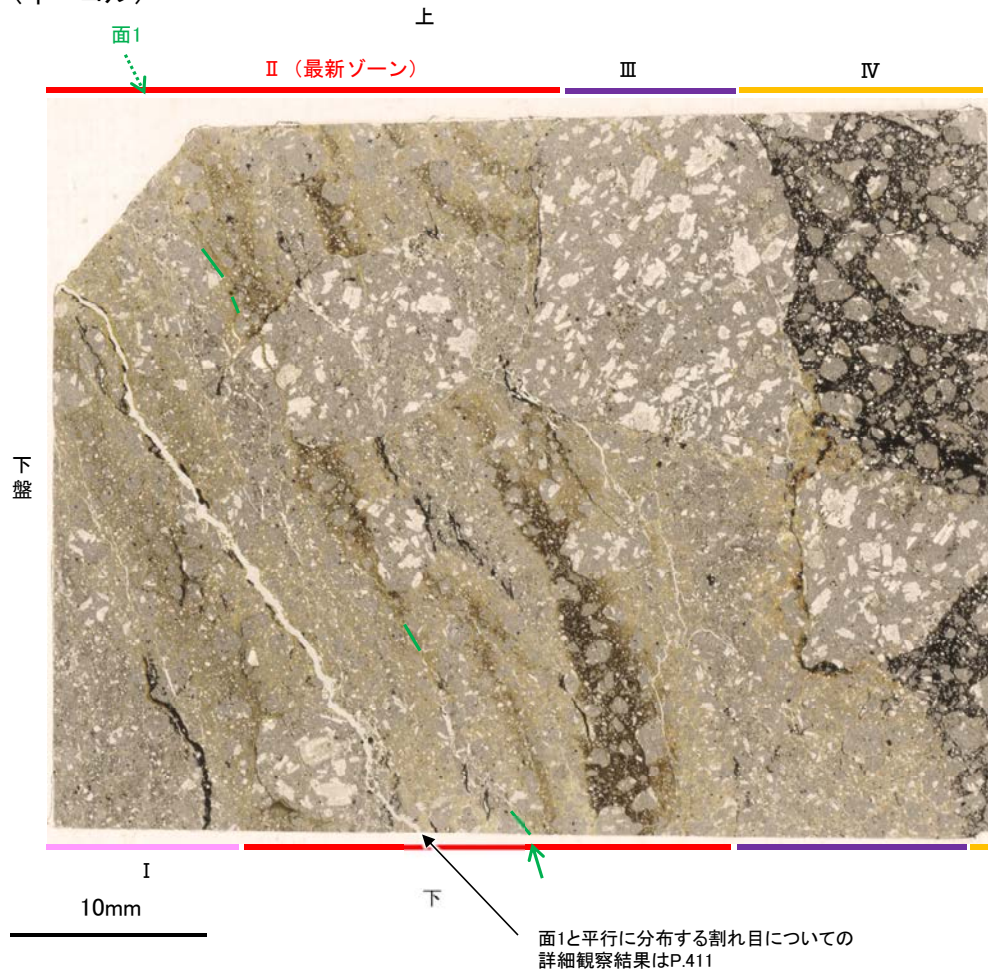 上
面1
Ⅱ (最新ゾーン)
Ⅲ
Ⅳ
下盤
Ⅰ
下
10mm
面1と平行に分布する割れ目についての
詳細観察結果はP.411